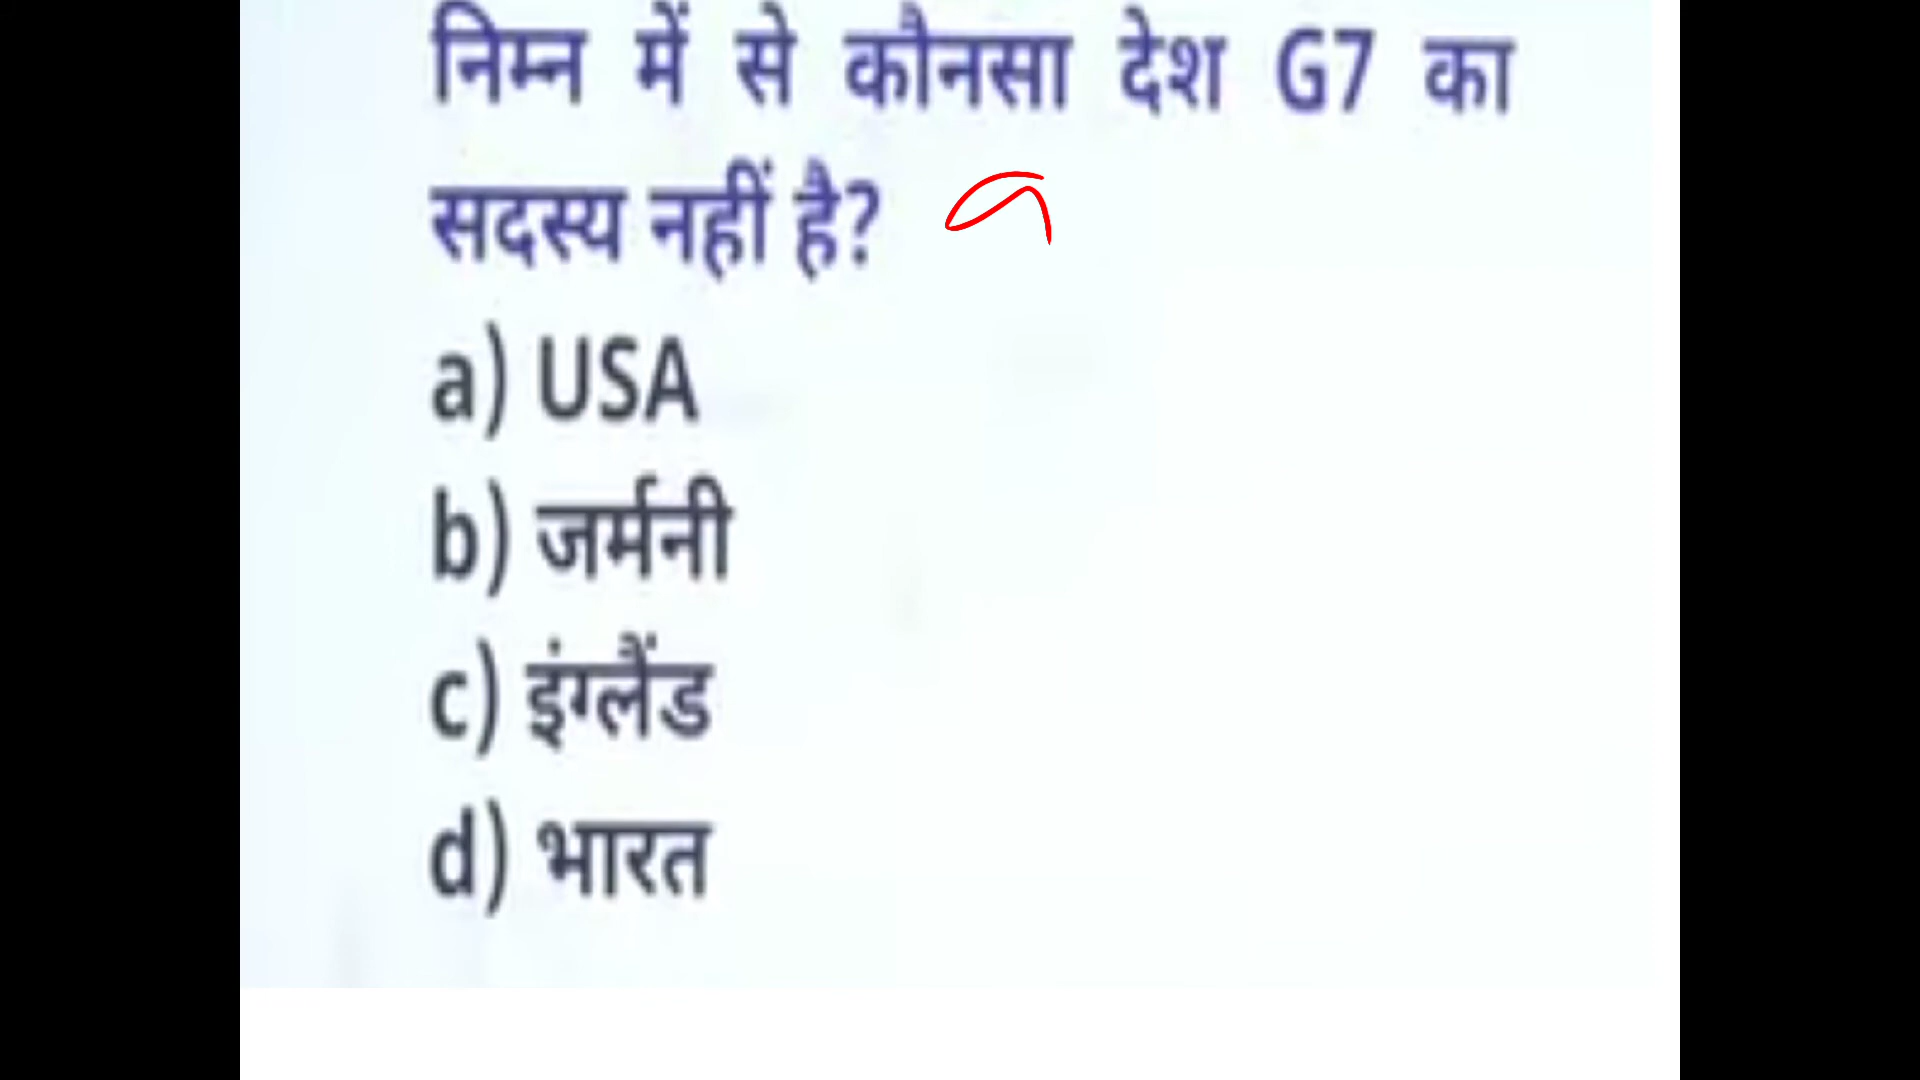 निम्न में से कौनसा देश G7 का
सदस्य नहीं है?
a) USA
b) जर्मनी
c) इंग्लैंड
d) भारत